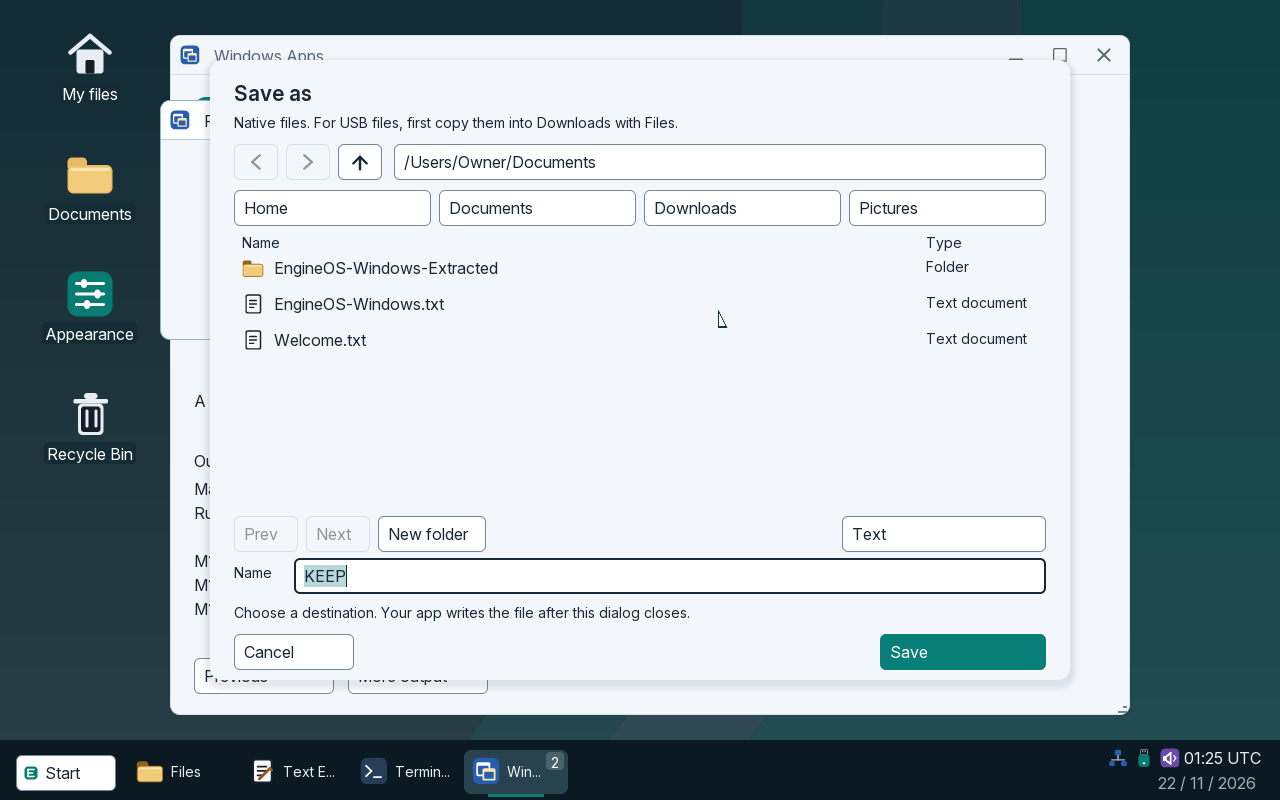 My files
Documents
Appearance
Recycle Bin
Windows Apps
Save as
Native files. For USB files, first copy them into Downloads with Files.
/Users/Owner/Documents
Home
Documents
Downloads
Pictures
Name
Type
EngineOS-Windows-Extracted
Folder
EngineOS-Windows.txt
Text document
Welcome.txt
Text document
A
Prev
Next
New folder
Text
Name
KEEP
Choose a destination. Your app writes the file after this dialog closes.
Cancel
Save
Previous
More output
Start
Files
Text E...
Termin...
Win...
2
01:25 UTC
22 / 11 / 2026